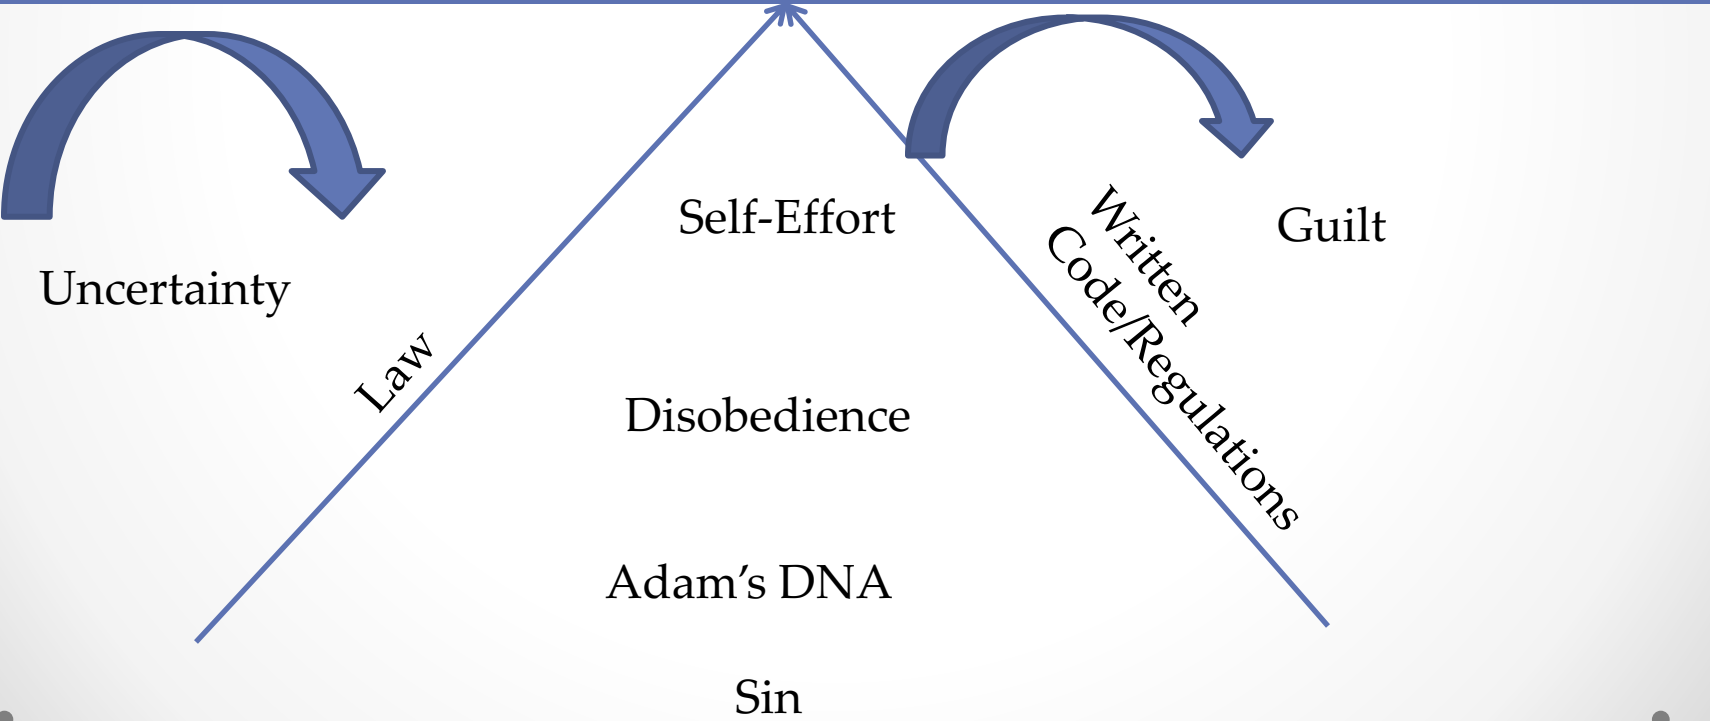 Self-Effort
Written
Code/Regulations
Guilt
Uncertainty
Law
Disobedience
Adam’s DNA
Sin